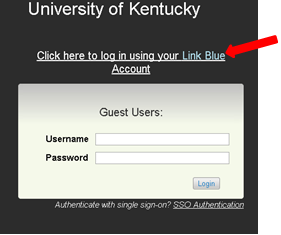 University of Kentucky
Click here to log in using your Link Blue
Account
Guest Users:
Username
Password
Login
Authenticate with single sign-on? SSO Authentication